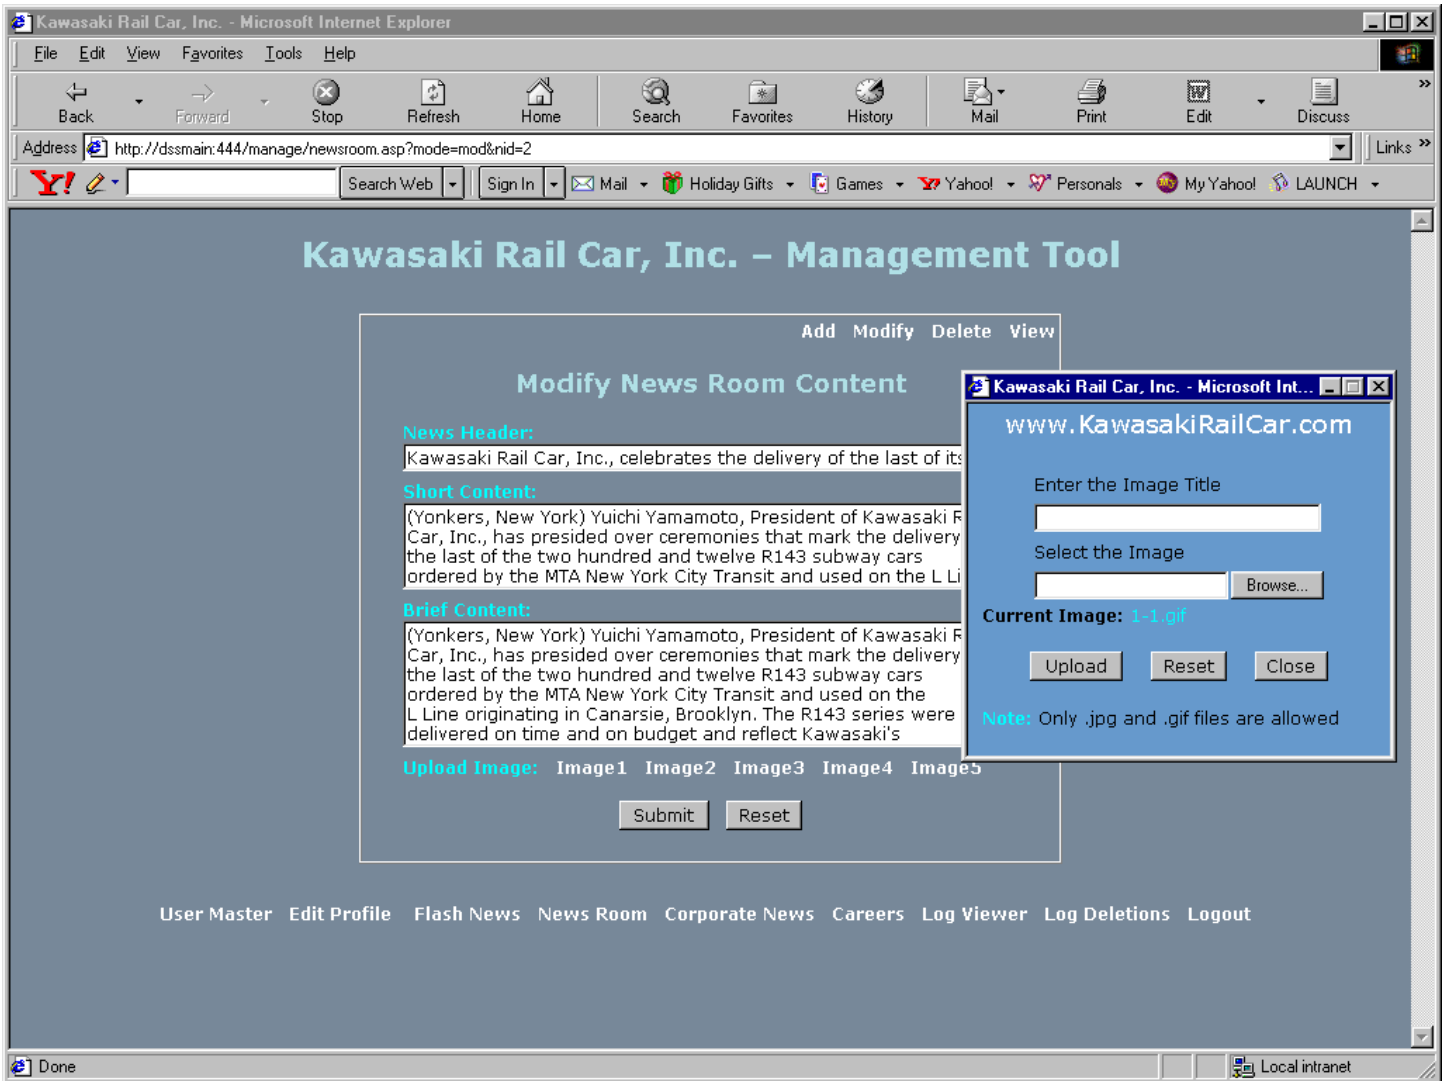 Kawasaki Rail Car, Inc. - Microsoft Internet Explorer
File Edit View Favorites Tools Help
Back Forward Stop Refresh Home Search Favorites History Mail Print Edit Discuss »
Address http://dssmain:444/manage/newsroom.asp?mode=mod&nid=2 Links »
Y! Search Web Sign In Mail Holiday Gifts Games Yahoo! Personals My Yahoo! LAUNCH
Kawasaki Rail Car, Inc. – Management Tool
Add Modify Delete View
Modify News Room Content
News Header:
Kawasaki Rail Car, Inc., celebrates the delivery of the last of its
Short Content:
(Yonkers, New York) Yuichi Yamamoto, President of Kawasaki R
Car, Inc., has presided over ceremonies that mark the delivery
the last of the two hundred and twelve R143 subway cars
ordered by the MTA New York City Transit and used on the L Li
Brief Content:
(Yonkers, New York) Yuichi Yamamoto, President of Kawasaki R
Car, Inc., has presided over ceremonies that mark the delivery
the last of the two hundred and twelve R143 subway cars
ordered by the MTA New York City Transit and used on the
L Line originating in Canarsie, Brooklyn. The R143 series were
delivered on time and on budget and reflect Kawasaki's
Upload Image: Image1 Image2 Image3 Image4 Image5
Submit Reset
Kawasaki Rail Car, Inc. - Microsoft Int...
www.KawasakiRailCar.com
Enter the Image Title
Select the Image
Browse...
Current Image: 1-1.gif
Upload Reset Close
Note: Only .jpg and .gif files are allowed
User Master Edit Profile Flash News News Room Corporate News Careers Log Viewer Log Deletions Logout
Done Local intranet